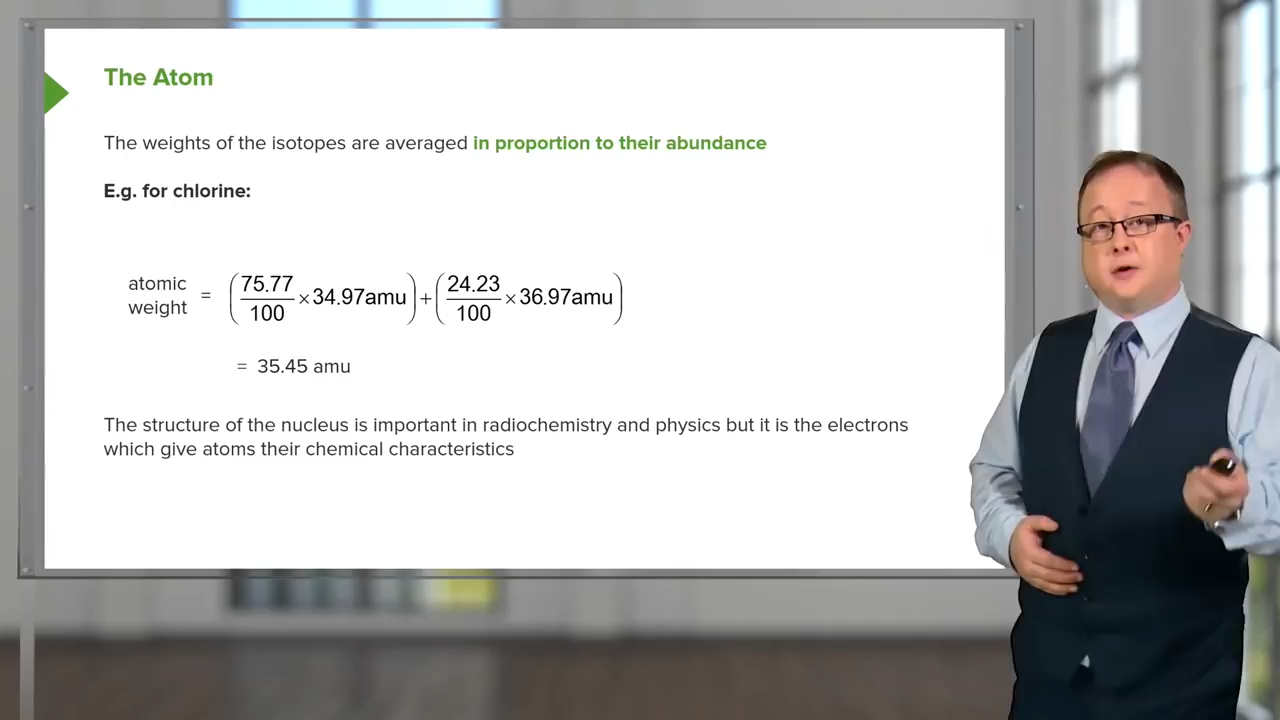 The Atom
The weights of the isotopes are averaged in proportion to their abundance
E.g. for chlorine:
atomic weight = (75.77/100 × 34.97amu) + (24.23/100 × 36.97amu)
= 35.45 amu
The structure of the nucleus is important in radiochemistry and physics but it is the electrons
which give atoms their chemical characteristics